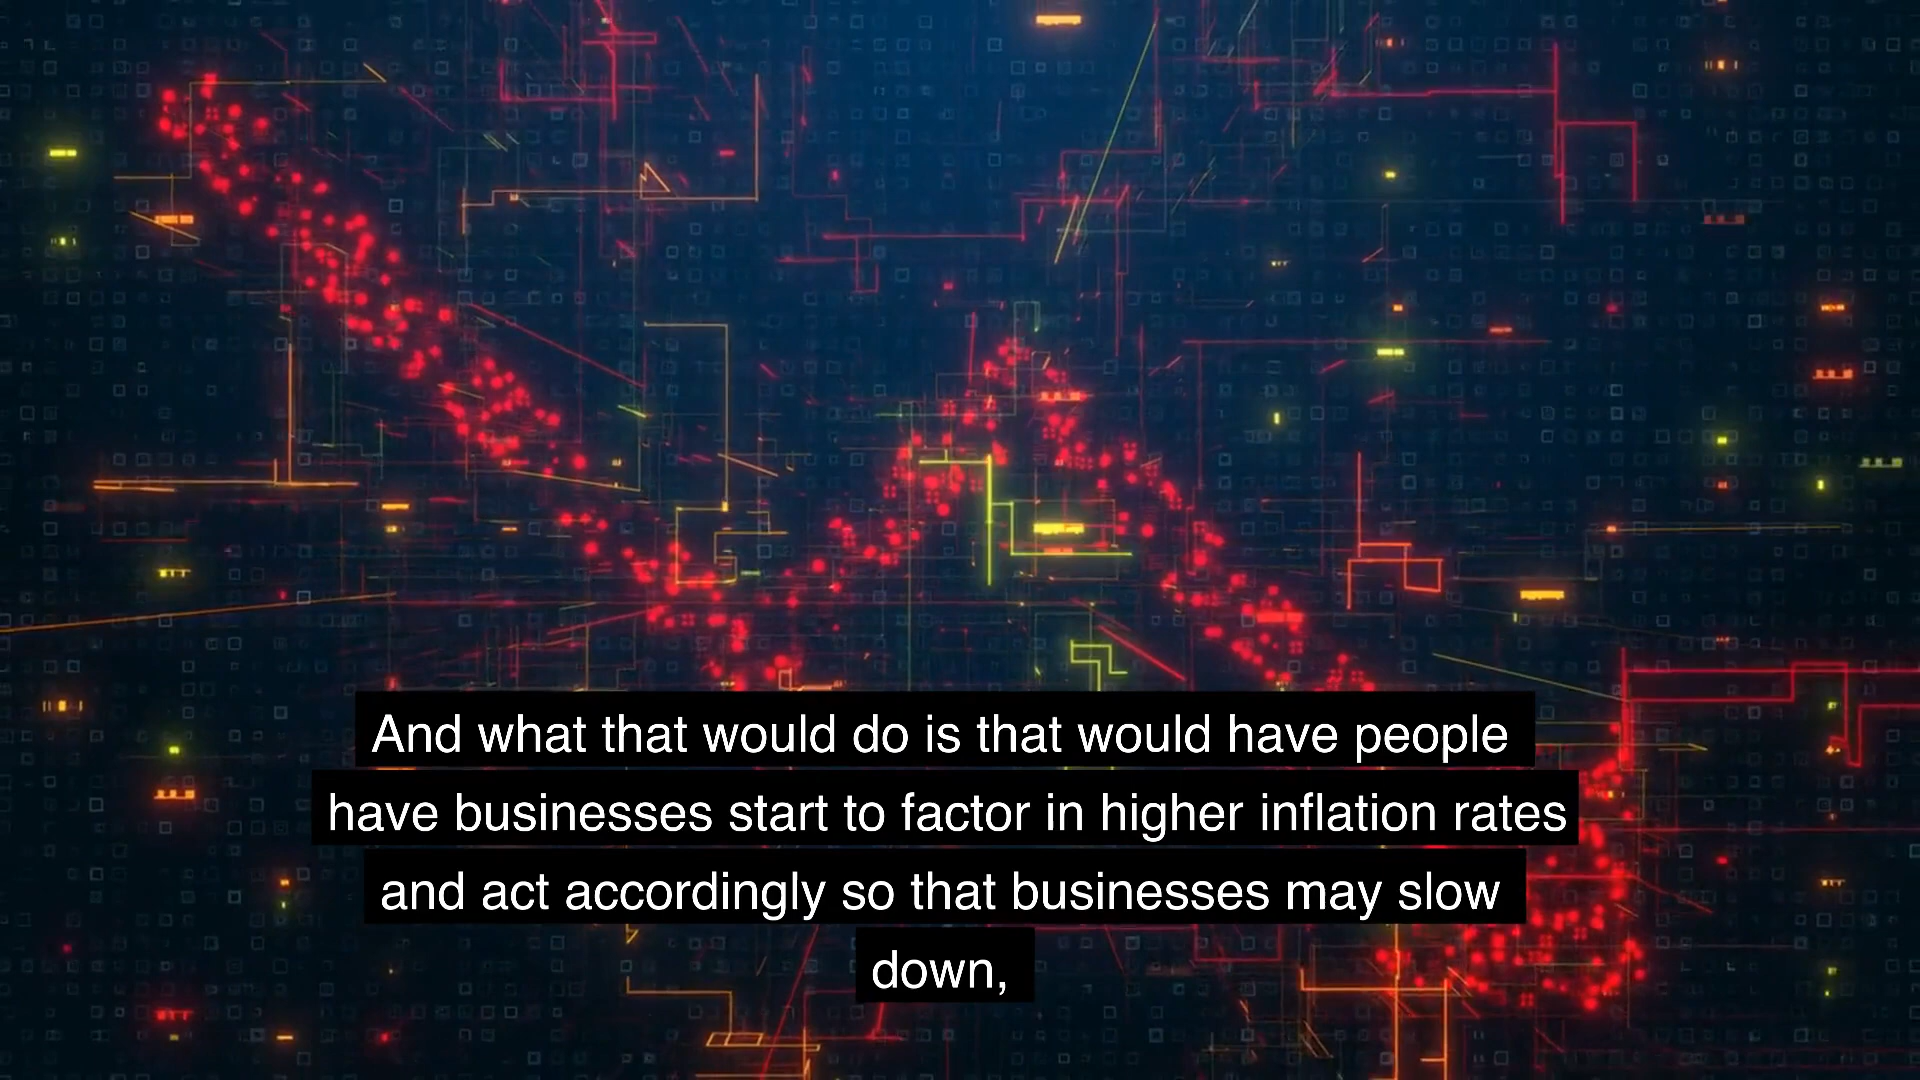 And what that would do is that would have people
have businesses start to factor in higher inflation rates
and act accordingly so that businesses may slow
down,